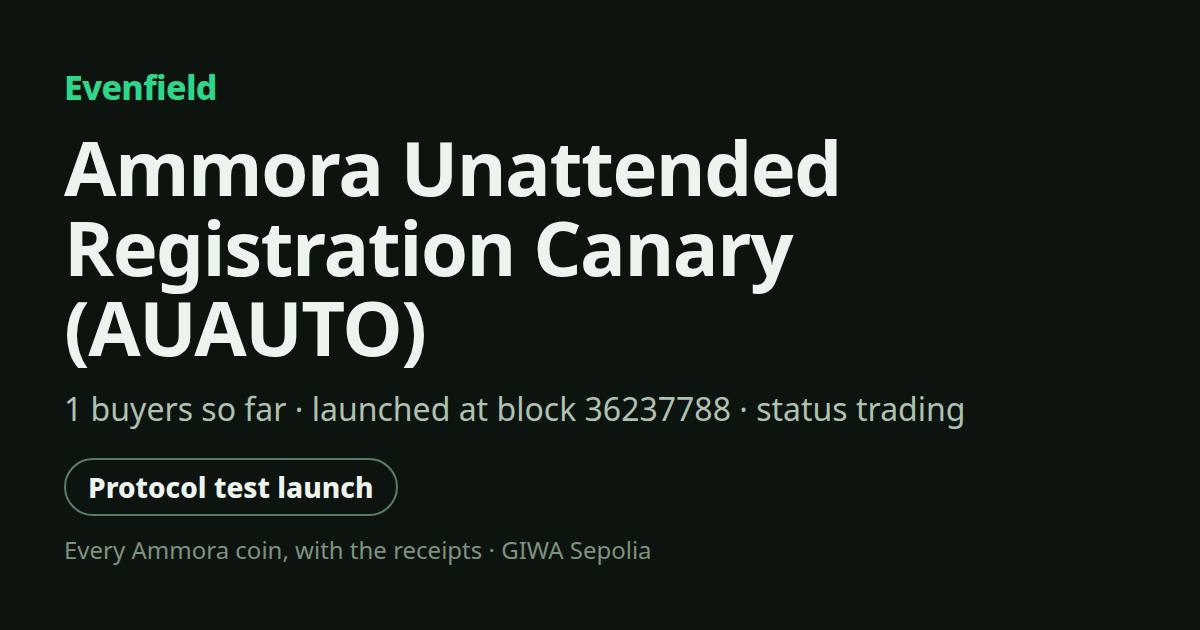 Evenfield
Ammora Unattended
Registration Canary
(AUAUTO)
1 buyers so far · launched at block 36237788 · status trading
Protocol test launch
Every Ammora coin, with the receipts · GIWA Sepolia